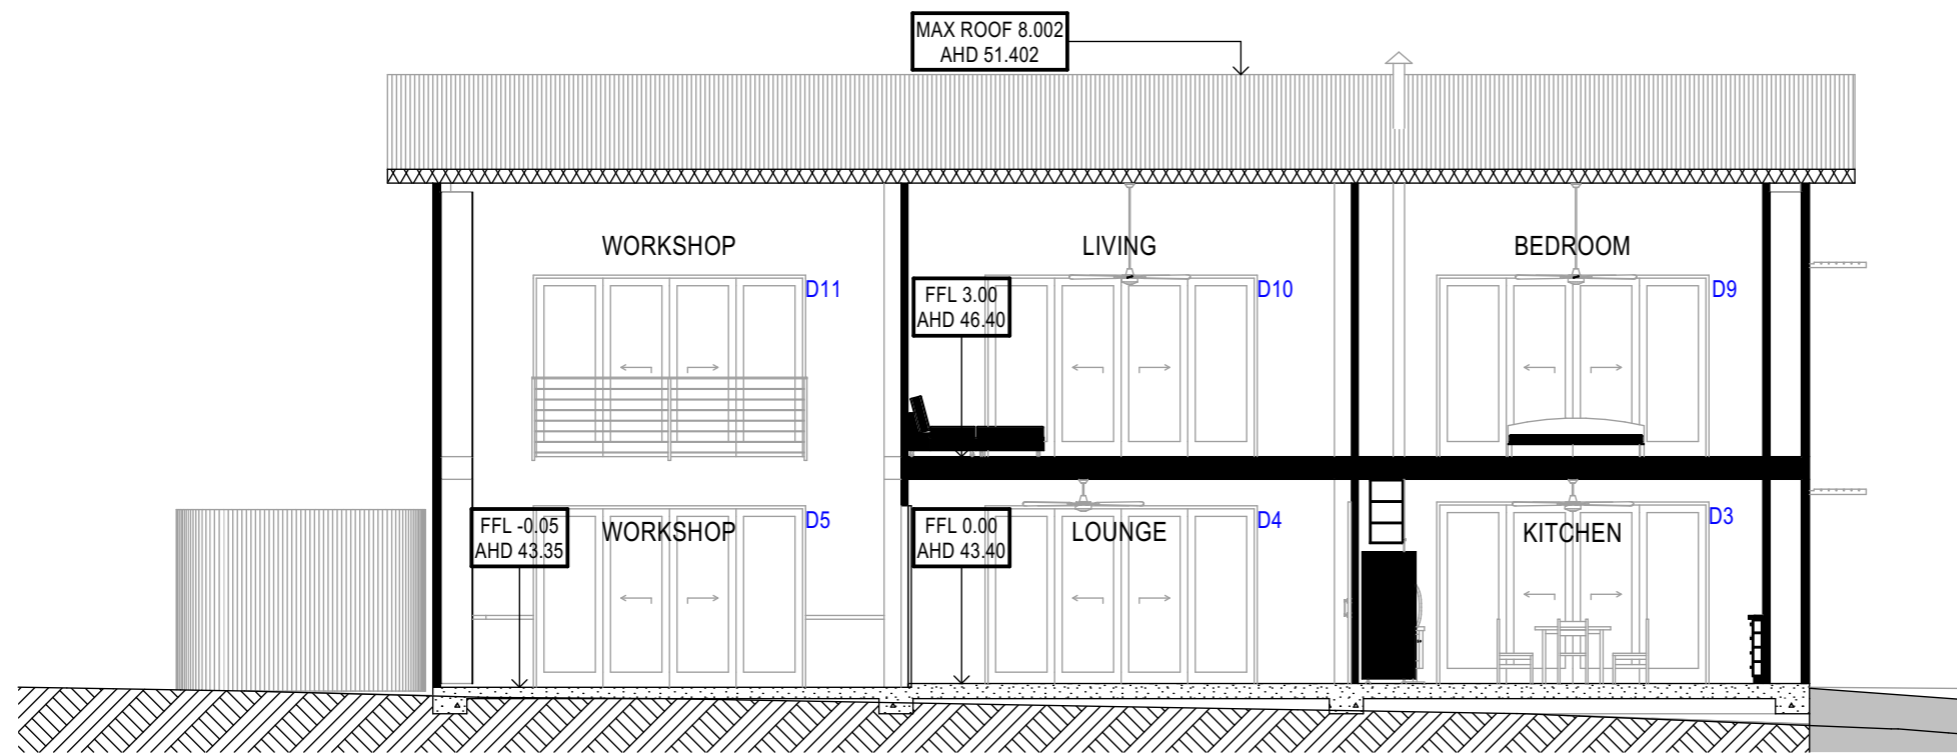 MAX ROOF 8.002
AHD 51.402
WORKSHOP
LIVING
BEDROOM
D11
FFL 3.00
AHD 46.40
D10
D9
FFL -0.05
AHD 43.35
WORKSHOP
D5
FFL 0.00
AHD 43.40
LOUNGE
D4
KITCHEN
D3